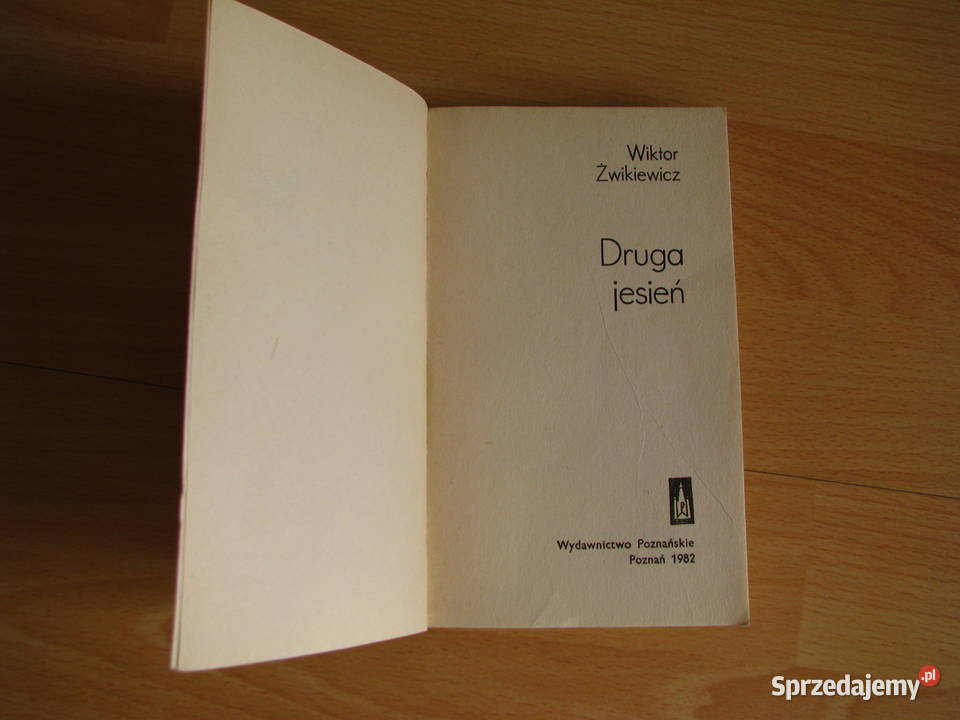 Wiktor
Żwikiewicz
Druga
jesień
Wydawnictwo Poznańskie
Poznań 1982
Sprzedajemy.pl